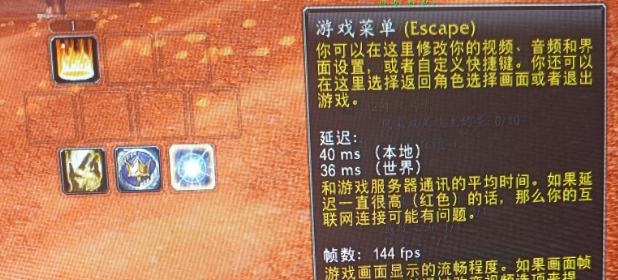 1
游戏菜单 (Escape)
你可以在这里修改你的视频、音频和界
面设置，或者自定义快捷键。你还可以
在这里选择返回角色选择画面或者退出
游戏。
延迟：
40 ms （本地）
36 ms （世界）
和游戏服务器通讯的平均时间。如果延
迟一直很高（红色）的话，那么你的互
联网连接可能有问题。
帧数：144 fps
游戏画面显示的流畅程度。如果画面帧